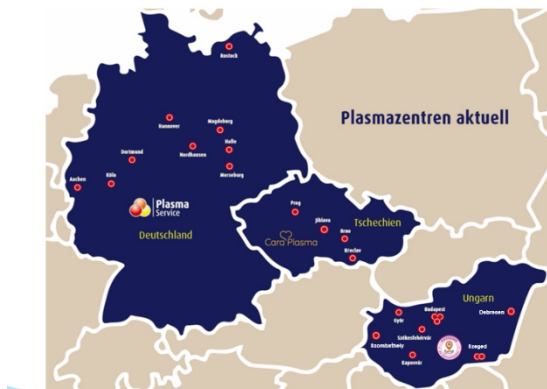 Rostock
Plasmazentren aktuell
Hannover
Magdeburg
Dortmund
Nordhausen
Halle
Aachen
Köln
Merseburg
Plasma
Service
Deutschland
Prag
Jihlava
Tschechien
Cara Plasma
Brno
Břeclav
Ungarn
Győr
Budapest
Debrecen
Székesfehérvár
Szombathely
Szeged
Kaposvár